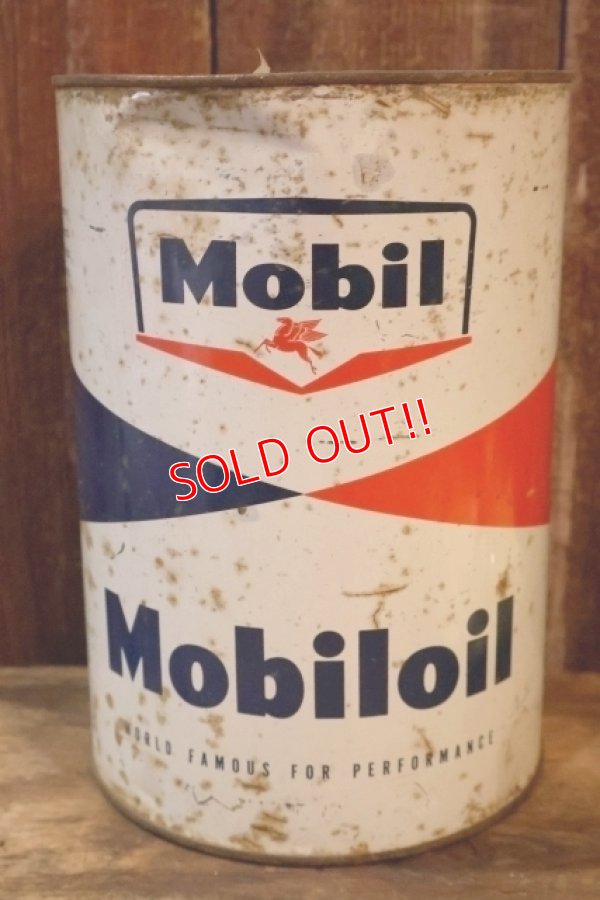 Mobil
SOLD OUT!!
Mobiloil
WORLD FAMOUS FOR PERFORMANCE